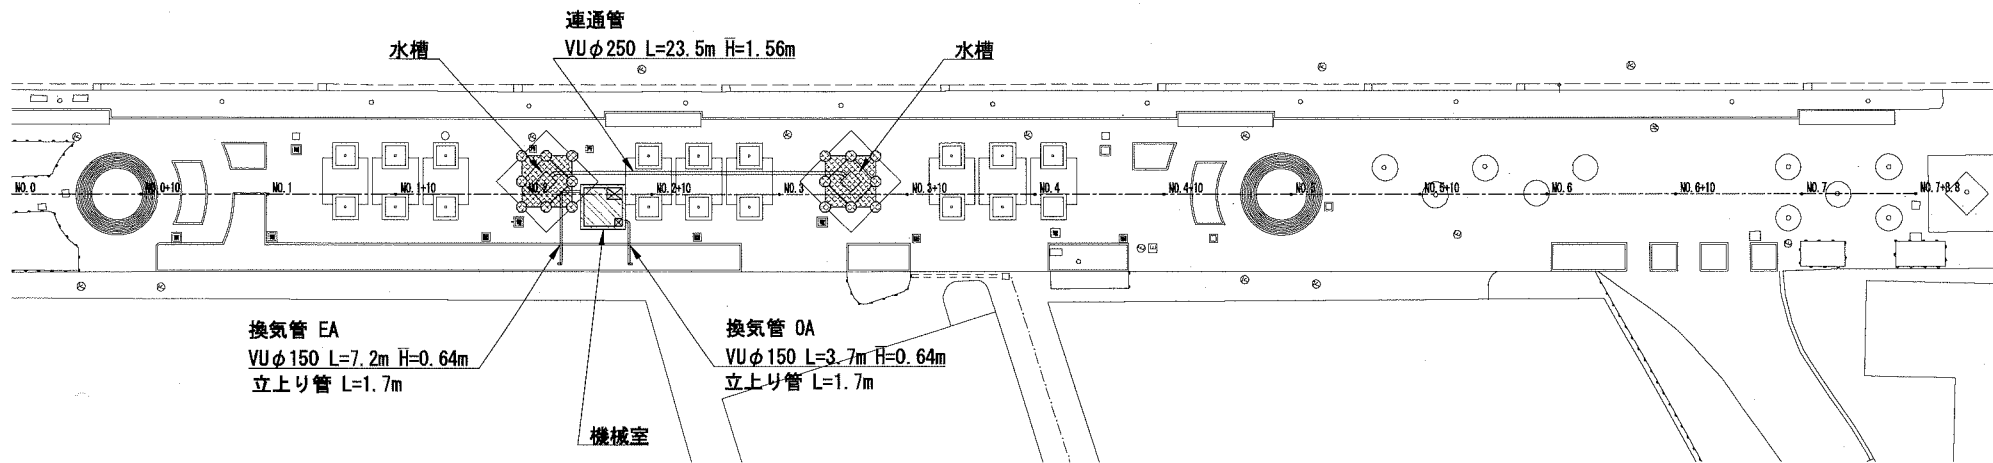 連通管
VUφ250 L=23.5m H̅=1.56m
水槽
水槽
NO.0
NO.0+10
NO.1
NO.1+10
NO.2
NO.2+10
NO.3
NO.3+10
NO.4
NO.4+10
NO.5
NO.5+10
NO.6
NO.6+10
NO.7
NO.7+8.8
換気管 EA
VUφ150 L=7.2m H̅=0.64m
立上り管 L=1.7m
換気管 OA
VUφ150 L=3.7m H̅=0.64m
立上り管 L=1.7m
機械室